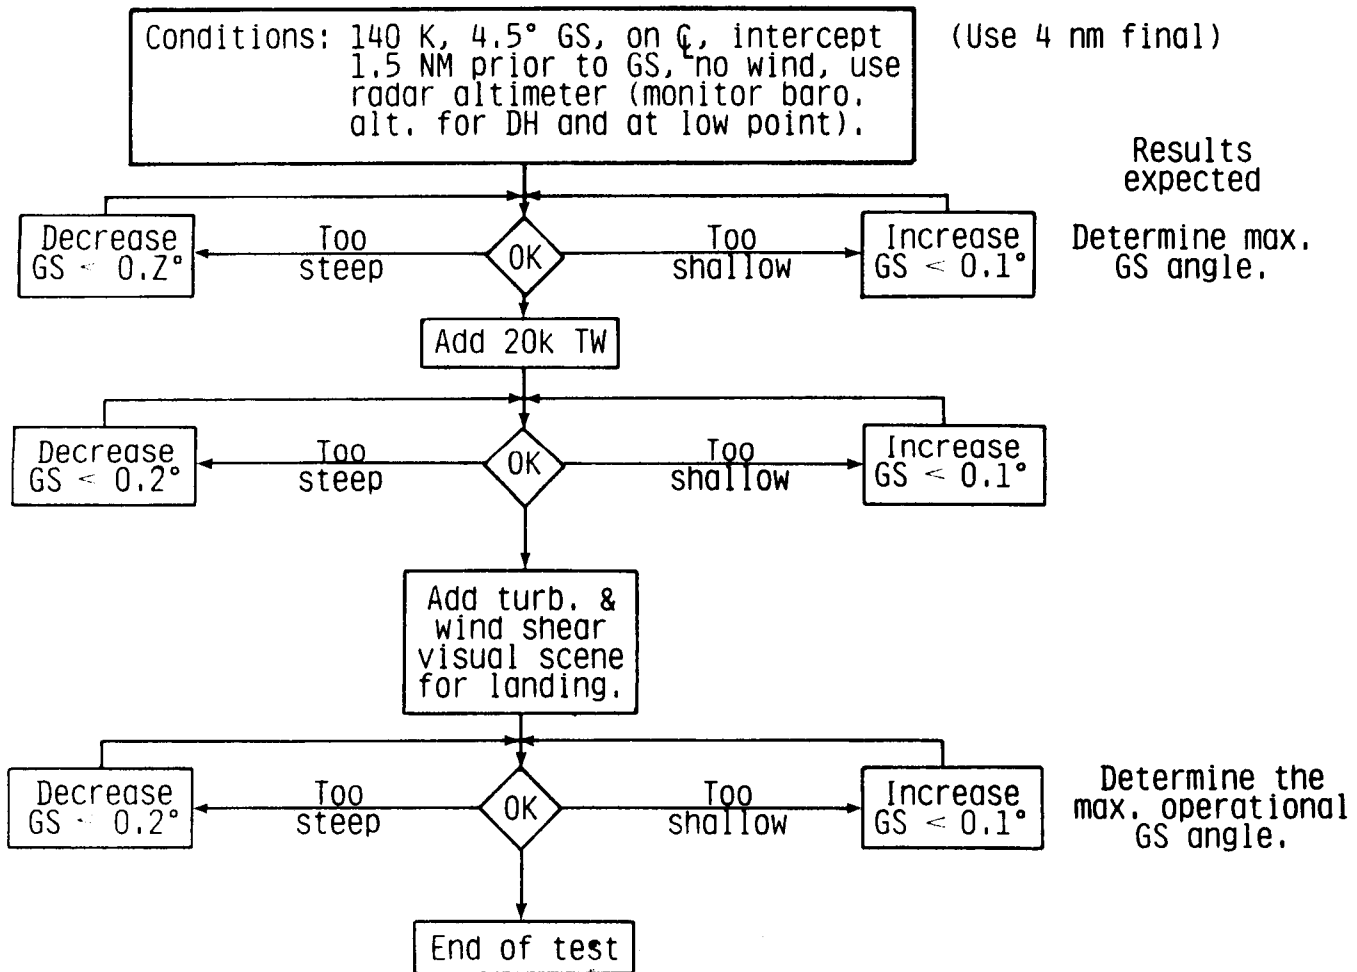 Conditions: 140 K, 4.5° GS, on ℄, intercept
1.5 NM prior to GS, no wind, use
radar altimeter (monitor baro.
alt. for DH and at low point).
(Use 4 nm final)
Results
expected
Decrease
GS < 0.2°
Too
steep
OK
Too
shallow
Increase
GS < 0.1°
Determine max.
GS angle.
Add 20k TW
Decrease
GS < 0.2°
Too
steep
OK
Too
shallow
Increase
GS < 0.1°
Add turb. &
wind shear
visual scene
for landing.
Decrease
GS < 0.2°
Too
steep
OK
Too
shallow
Increase
GS < 0.1°
Determine the
max. operational
GS angle.
End of test